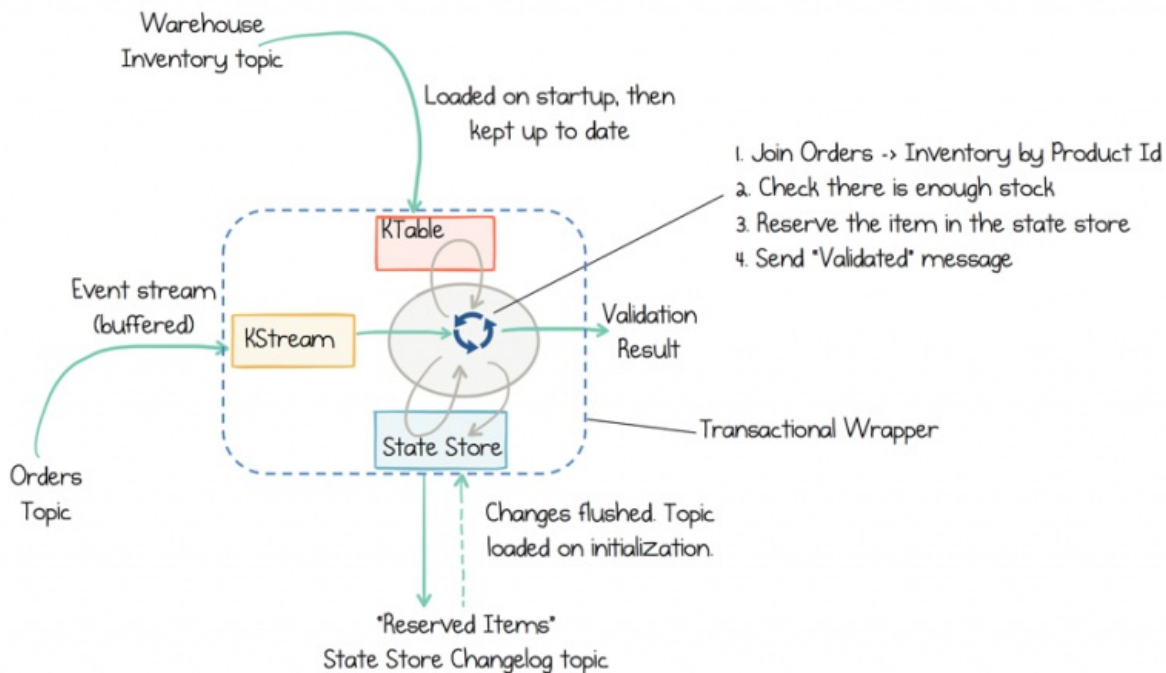 Warehouse
Inventory topic
Loaded on startup, then
kept up to date
1. Join Orders -> Inventory by Product Id
2. Check there is enough stock
3. Reserve the item in the state store
4. Send "Validated" message
KTable
Event stream
(buffered)
KStream
Validation
Result
State Store
Transactional Wrapper
Orders
Topic
Changes flushed. Topic
loaded on initialization.
"Reserved Items"
State Store Changelog topic